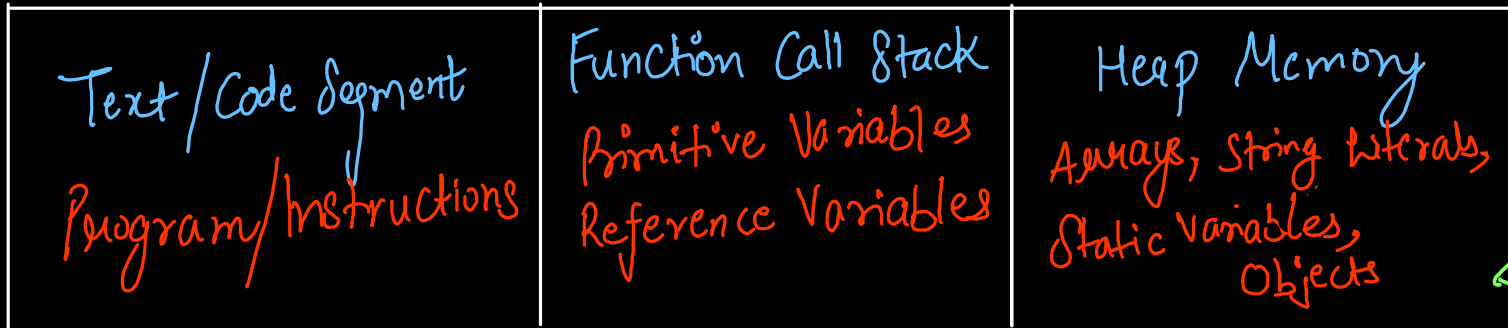 Text/Code Segment
Program/Instructions
Function Call Stack
Primitive Variables
Reference Variables
Heap Memory
Arrays, String Literals,
Static Variables,
Objects